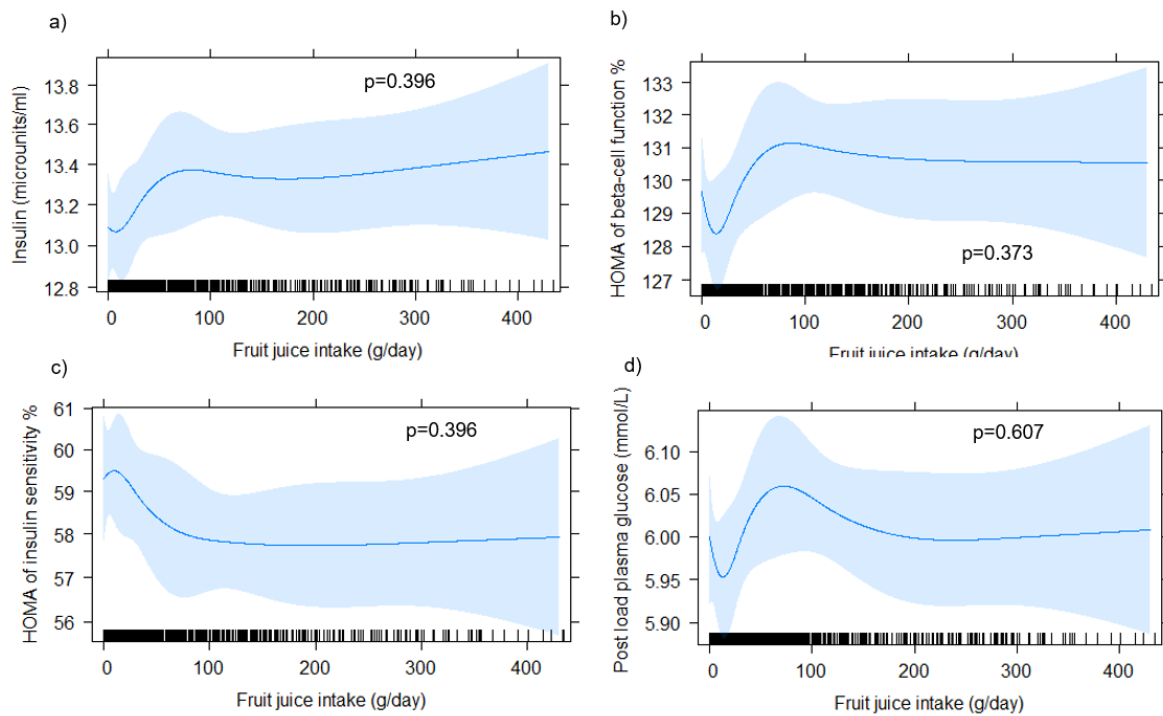 a)
Insulin (microunits/ml)
13.8
13.6
13.4
13.2
13.0
12.8
p=0.396
0 100 200 300 400
Fruit juice intake (g/day)
b)
HOMA of beta-cell function %
133
132
131
130
129
128
127
p=0.373
0 100 200 300 400
Fruit juice intake (g/day)
c)
HOMA of insulin sensitivity %
61
60
59
58
57
56
p=0.396
0 100 200 300 400
Fruit juice intake (g/day)
d)
Post load plasma glucose (mmol/L)
6.10
6.05
6.00
5.95
5.90
p=0.607
0 100 200 300 400
Fruit juice intake (g/day)